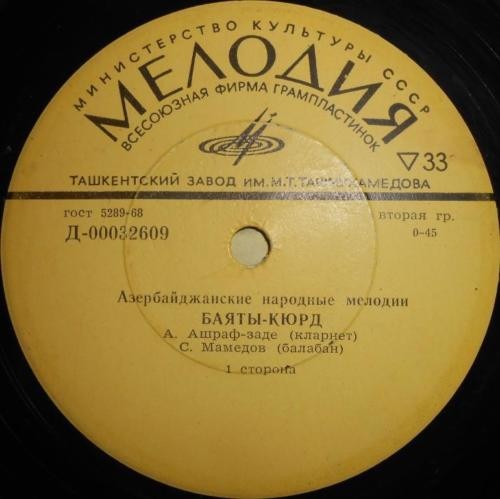 МИНИСТЕРСТВО КУЛЬТУРЫ СССР
МЕЛОДИЯ
ВСЕСОЮЗНАЯ ФИРМА ГРАМПЛАСТИНОК
▽33
ТАШКЕНТСКИЙ ЗАВОД ИМ. М.Т. ТАШМУХАМЕДОВА
гост 5289-68
вторая гр.
Д-00032609
0-45
Азербайджанские народные мелодии
БАЯТЫ-КЮРД
А. Ашраф-заде (кларнет)
С. Мамедов (балабан)
1 сторона